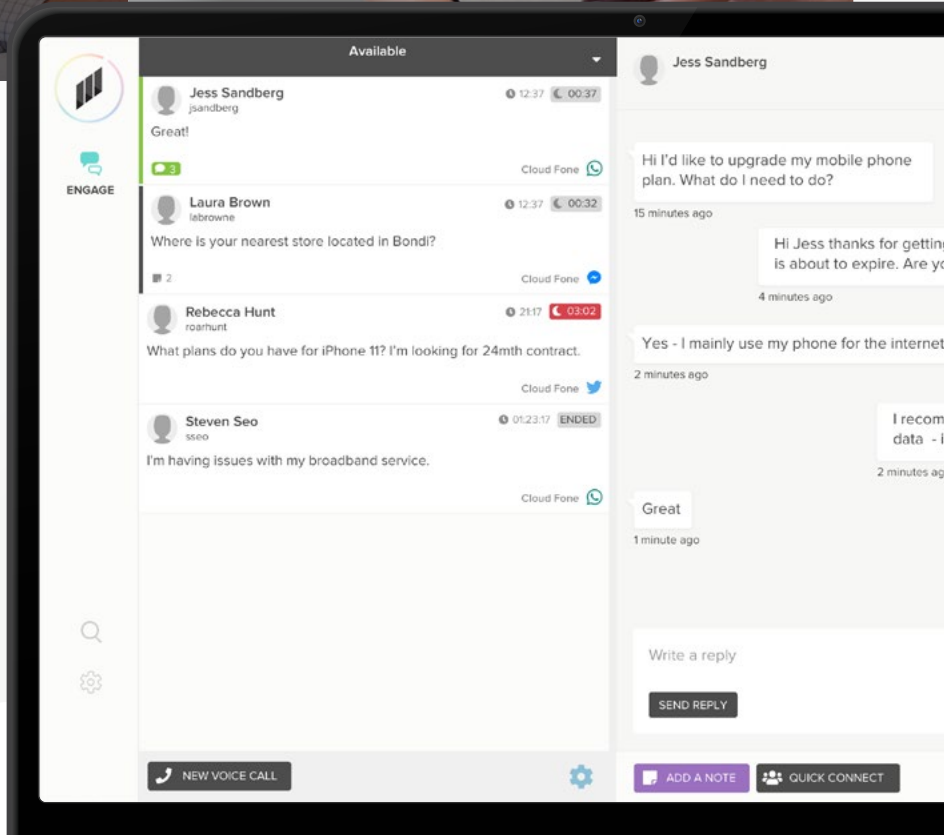 Available
Jess Sandberg
jsandberg
12:37
00:37
Great!
3
Cloud Fone
ENGAGE
Laura Brown
labrowne
12:37
00:32
Where is your nearest store located in Bondi?
2
Cloud Fone
Rebecca Hunt
roarhunt
21:17
03:02
What plans do you have for iPhone 11? I'm looking for 24mth contract.
Cloud Fone
Steven Seo
sseo
01:23:17
ENDED
I'm having issues with my broadband service.
Cloud Fone
NEW VOICE CALL
Jess Sandberg
Hi I'd like to upgrade my mobile phone
plan. What do I need to do?
15 minutes ago
Hi Jess thanks for getting
is about to expire. Are yo
4 minutes ago
Yes - I mainly use my phone for the internet
2 minutes ago
I recom
data - i
2 minutes ag
Great
1 minute ago
Write a reply
SEND REPLY
ADD A NOTE
QUICK CONNECT